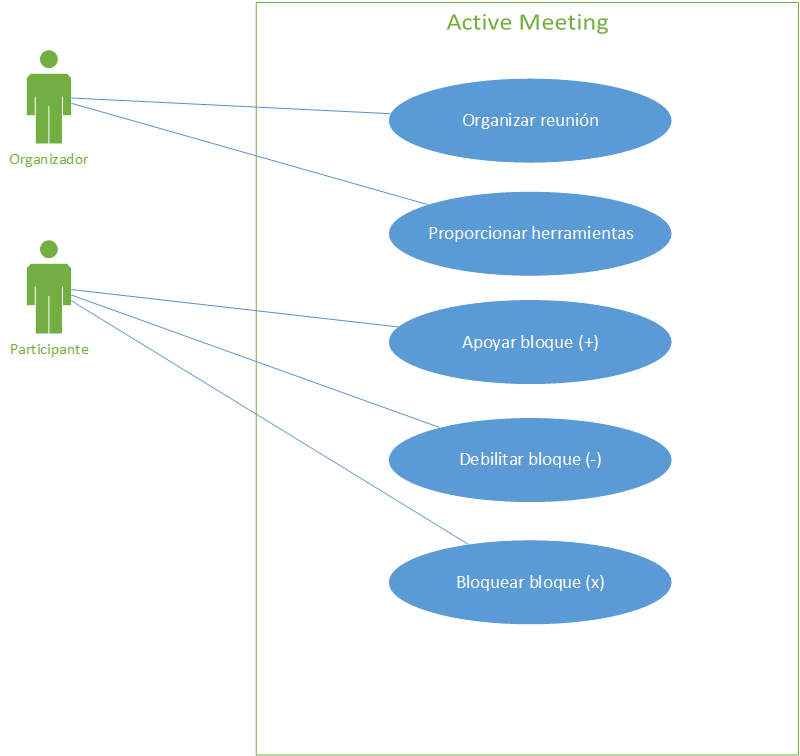 Active Meeting
Organizador
Organizar reunión
Proporcionar herramientas
Participante
Apoyar bloque (+)
Debilitar bloque (-)
Bloquear bloque (x)